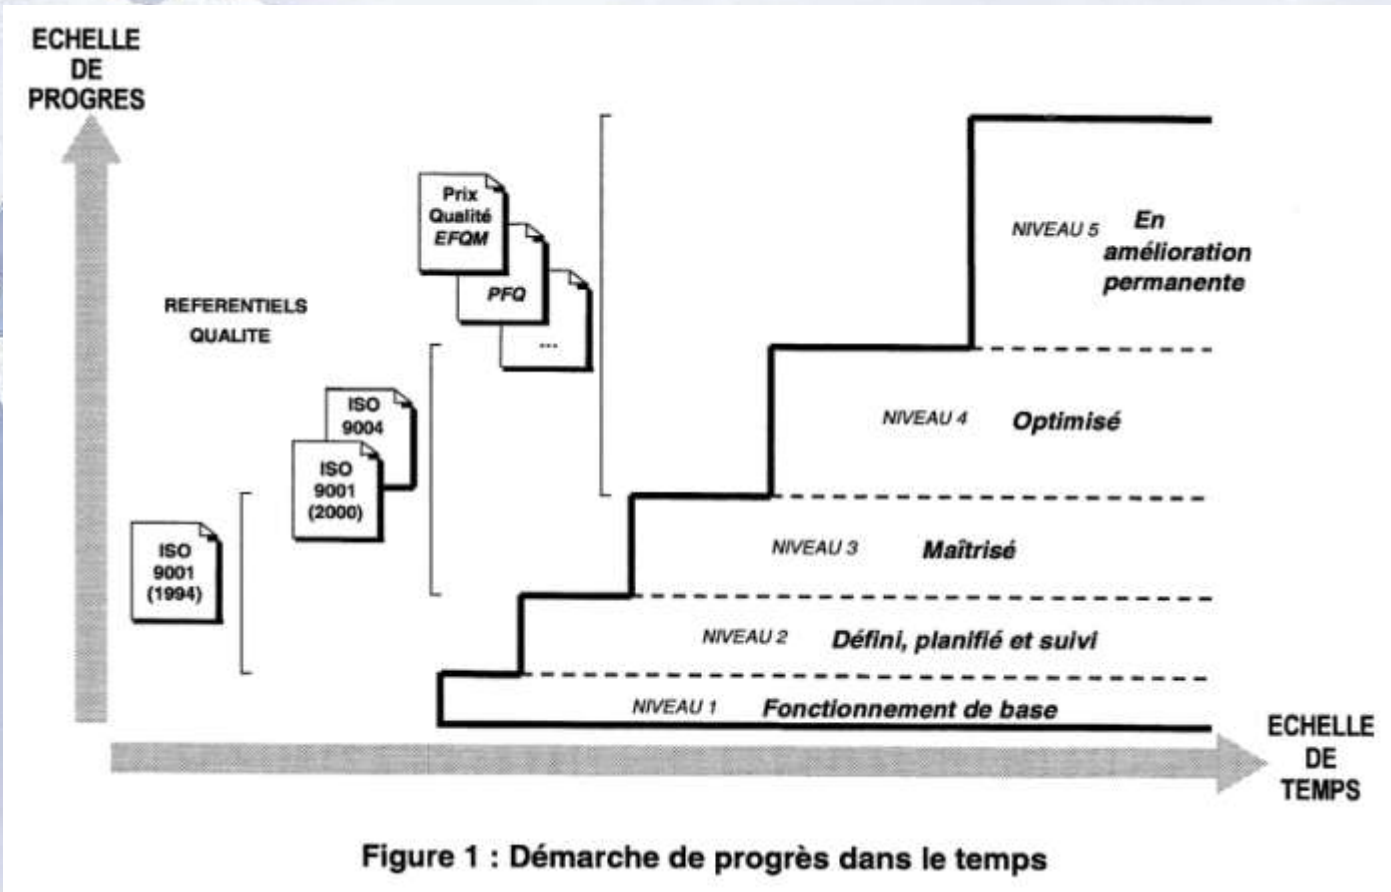 ECHELLE
DE
PROGRES
Prix
Qualité
EFQM
PFQ
...
RÉFERENTIELS
QUALITE
ISO
9004
ISO
9001
(2000)
ISO
9001
(1994)
NIVEAU 5 En
amélioration
permanente
NIVEAU 4 Optimisé
NIVEAU 3 Maîtrisé
NIVEAU 2 Défini, planifié et suivi
NIVEAU 1 Fonctionnement de base
ECHELLE
DE
TEMPS
Figure 1 : Démarche de progrès dans le temps